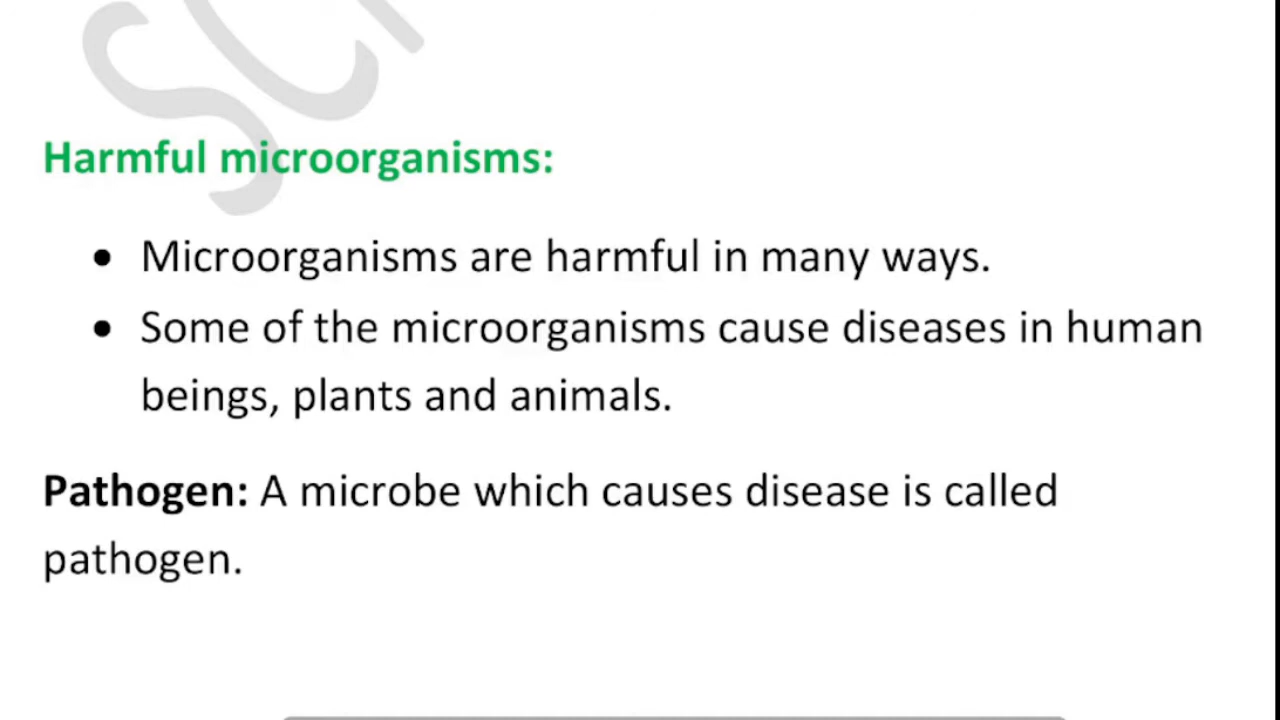 Harmful microorganisms:
• Microorganisms are harmful in many ways.
• Some of the microorganisms cause diseases in human
beings, plants and animals.
Pathogen: A microbe which causes disease is called
pathogen.